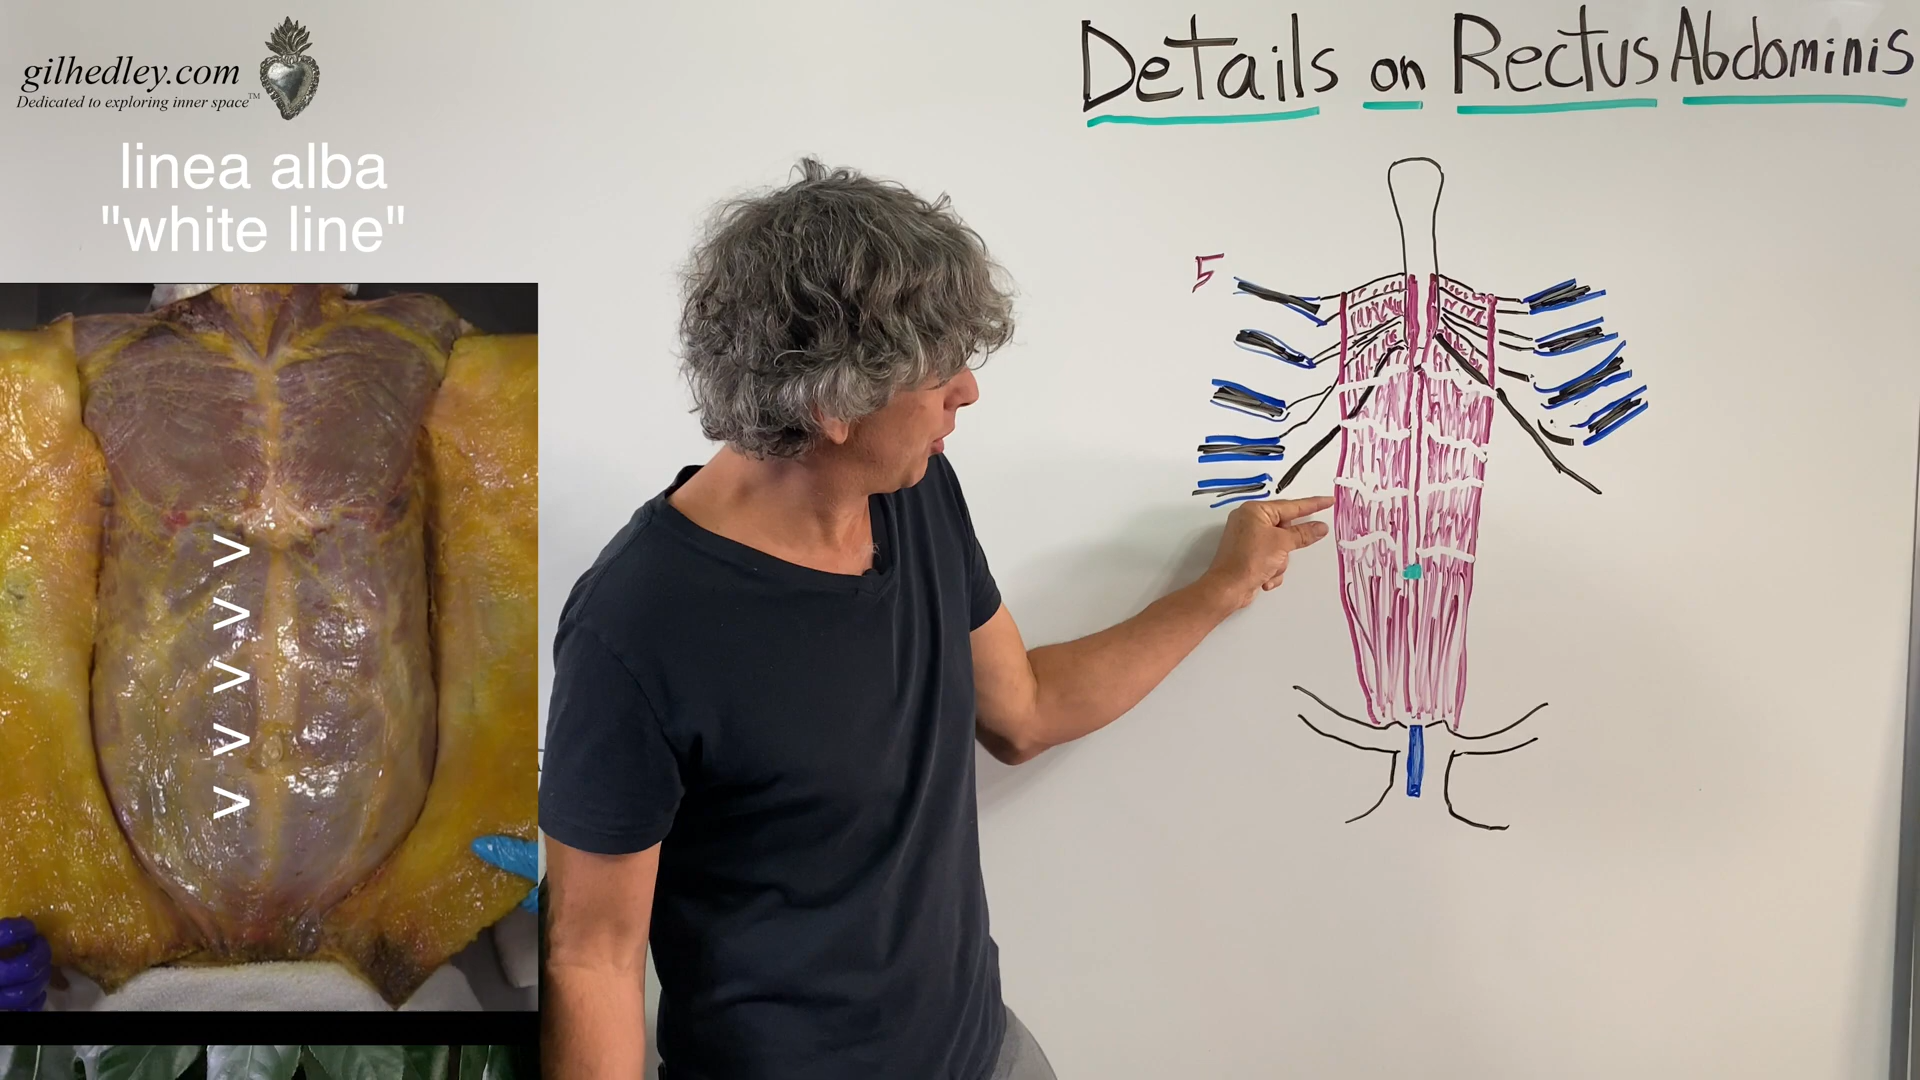 gilhedley.com
Dedicated to exploring inner space™
linea alba
"white line"
>
>
>
>
>
Details on Rectus Abdominis
5